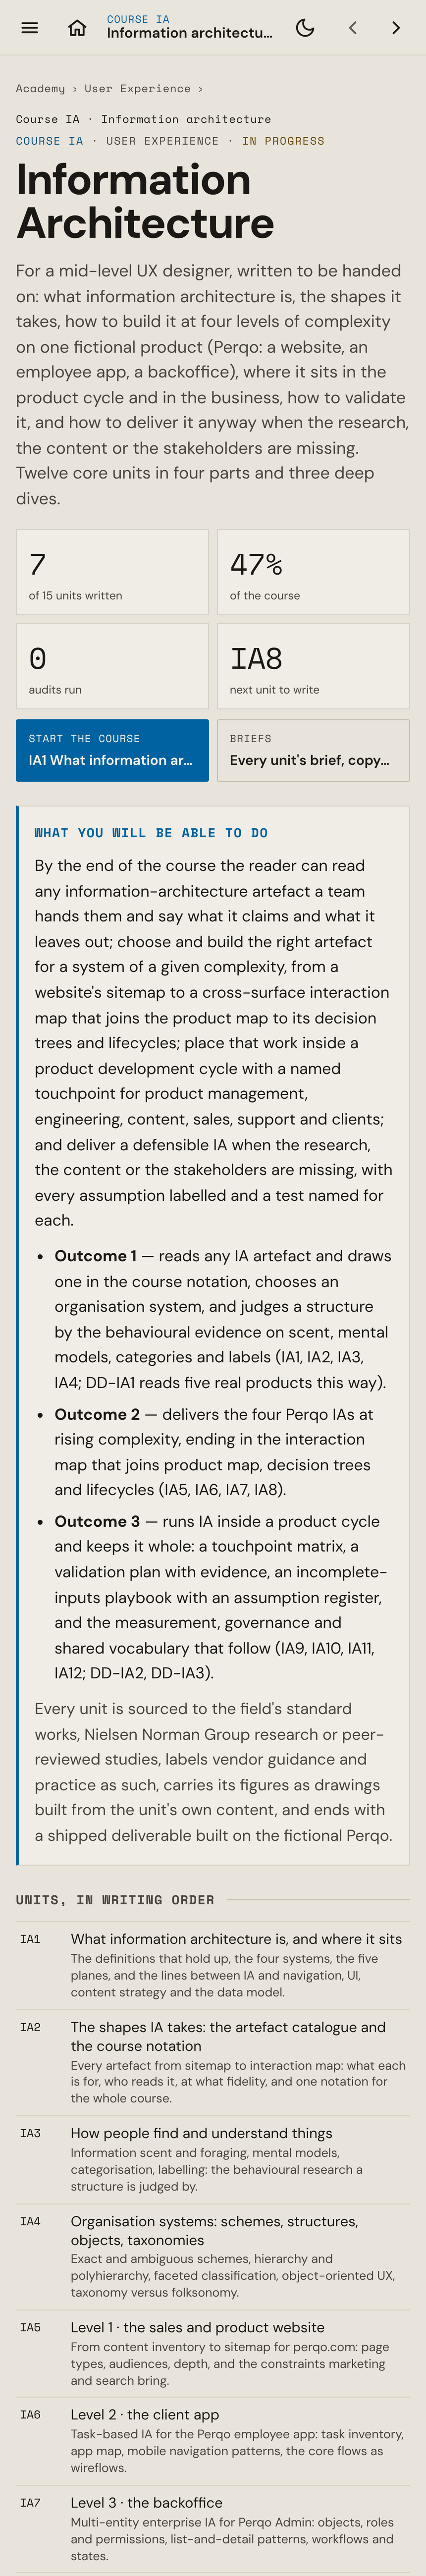 COURSE IA
Information architectu…
Academy › User Experience ›
Course IA · Information architecture
COURSE IA · USER EXPERIENCE · IN PROGRESS
Information
Architecture
For a mid-level UX designer, written to be handed
on: what information architecture is, the shapes it
takes, how to build it at four levels of complexity
on one fictional product (Perqo: a website, an
employee app, a backoffice), where it sits in the
product cycle and in the business, how to validate
it, and how to deliver it anyway when the research,
the content or the stakeholders are missing.
Twelve core units in four parts and three deep
dives.
7
of 15 units written
47%
of the course
0
audits run
IA8
next unit to write
START THE COURSE
IA1 What information ar…
BRIEFS
Every unit's brief, copy…
WHAT YOU WILL BE ABLE TO DO
By the end of the course the reader can read
any information-architecture artefact a team
hands them and say what it claims and what it
leaves out; choose and build the right artefact
for a system of a given complexity, from a
website's sitemap to a cross-surface interaction
map that joins the product map to its decision
trees and lifecycles; place that work inside a
product development cycle with a named
touchpoint for product management,
engineering, content, sales, support and clients;
and deliver a defensible IA when the research,
the content or the stakeholders are missing, with
every assumption labelled and a test named for
each.
• Outcome 1 — reads any IA artefact and draws
one in the course notation, chooses an
organisation system, and judges a structure
by the behavioural evidence on scent, mental
models, categories and labels (IA1, IA2, IA3,
IA4; DD-IA1 reads five real products this way).
• Outcome 2 — delivers the four Perqo IAs at
rising complexity, ending in the interaction
map that joins product map, decision trees
and lifecycles (IA5, IA6, IA7, IA8).
• Outcome 3 — runs IA inside a product cycle
and keeps it whole: a touchpoint matrix, a
validation plan with evidence, an incomplete-
inputs playbook with an assumption register,
and the measurement, governance and
shared vocabulary that follow (IA9, IA10, IA11,
IA12; DD-IA2, DD-IA3).
Every unit is sourced to the field's standard
works, Nielsen Norman Group research or peer-
reviewed studies, labels vendor guidance and
practice as such, carries its figures as drawings
built from the unit's own content, and ends with
a shipped deliverable built on the fictional Perqo.
UNITS, IN WRITING ORDER
IA1
What information architecture is, and where it sits
The definitions that hold up, the four systems, the five
planes, and the lines between IA and navigation, UI,
content strategy and the data model.
IA2
The shapes IA takes: the artefact catalogue and
the course notation
Every artefact from sitemap to interaction map: what each
is for, who reads it, at what fidelity, and one notation for
the whole course.
IA3
How people find and understand things
Information scent and foraging, mental models,
categorisation, labelling: the behavioural research a
structure is judged by.
IA4
Organisation systems: schemes, structures,
objects, taxonomies
Exact and ambiguous schemes, hierarchy and
polyhierarchy, faceted classification, object-oriented UX,
taxonomy versus folksonomy.
IA5
Level 1 · the sales and product website
From content inventory to sitemap for perqo.com: page
types, audiences, depth, and the constraints marketing
and search bring.
IA6
Level 2 · the client app
Task-based IA for the Perqo employee app: task inventory,
app map, mobile navigation patterns, the core flows as
wireflows.
IA7
Level 3 · the backoffice
Multi-entity enterprise IA for Perqo Admin: objects, roles
and permissions, list-and-detail patterns, workflows and
states.